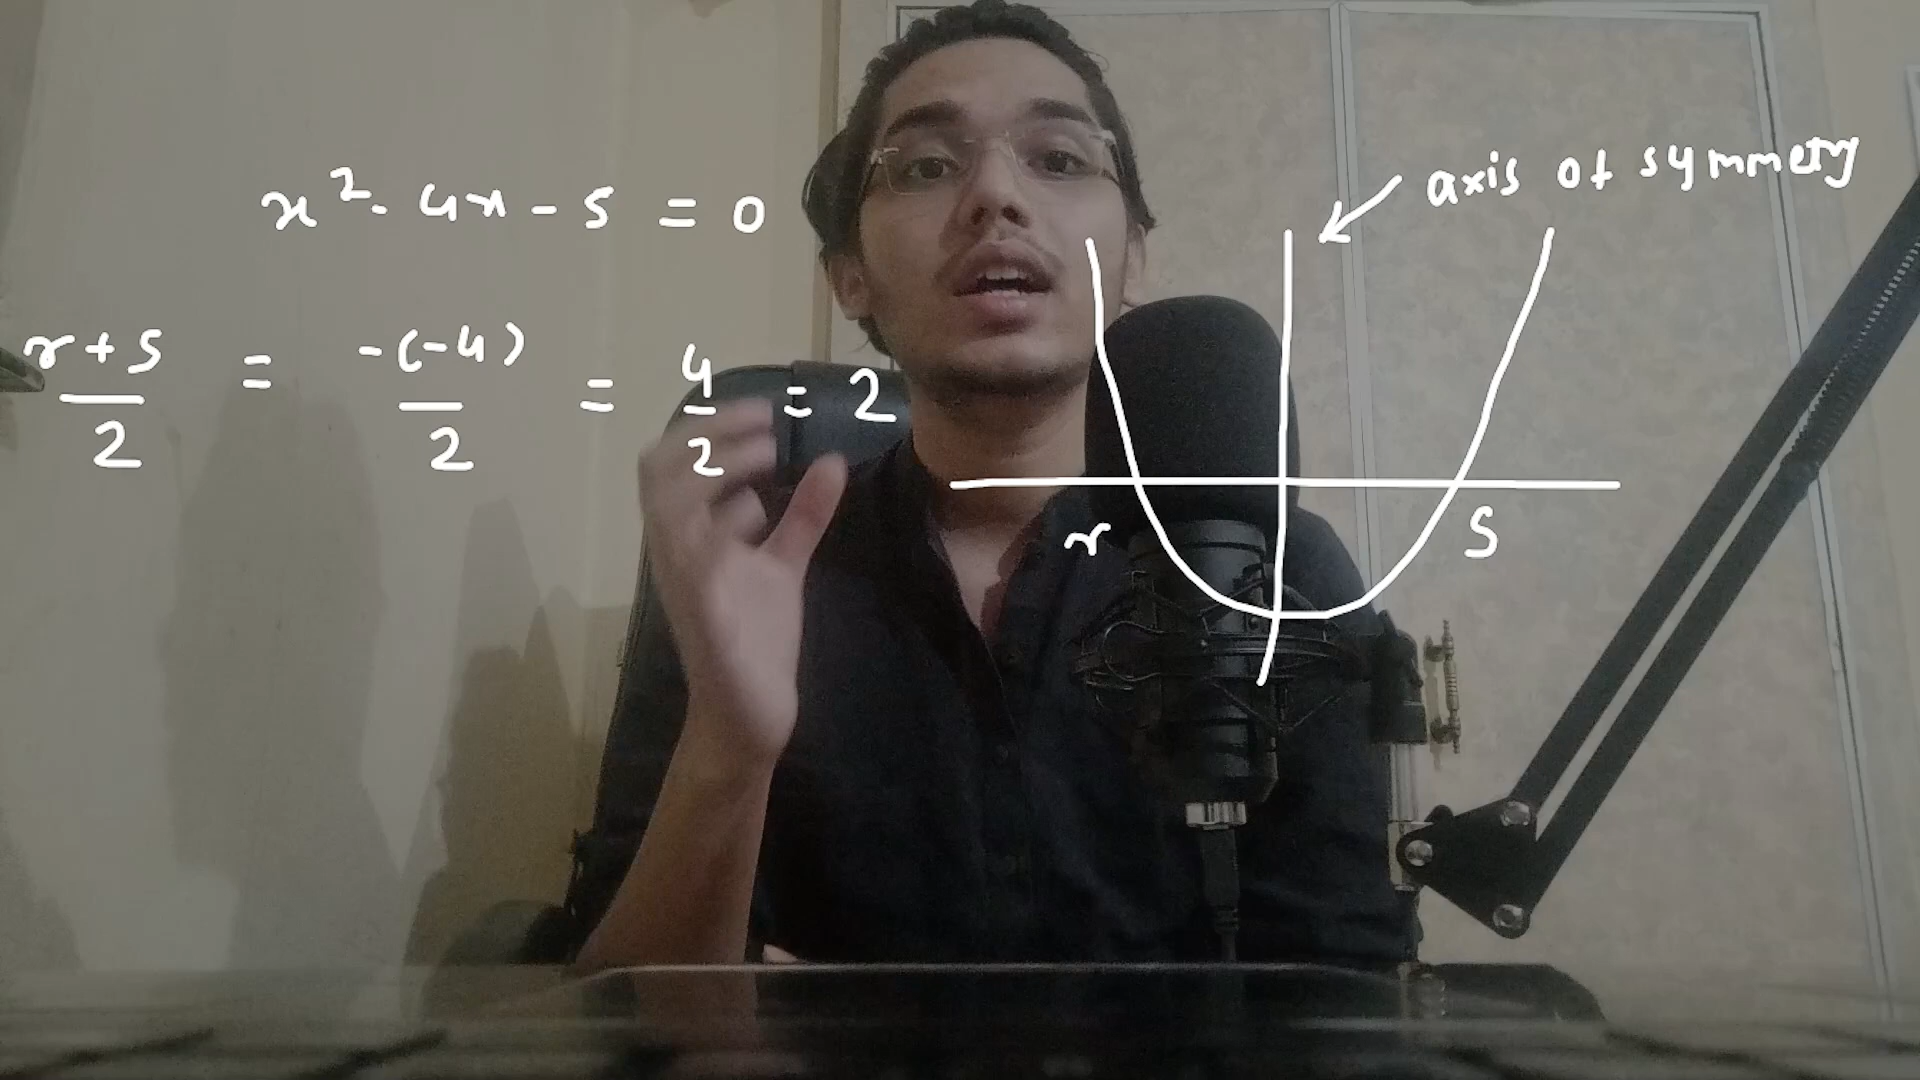 x² - 4x - 5 = 0
r + s / 2 = -(-4) / 2 = 4 / 2 = 2
axis of symmetry
r
s